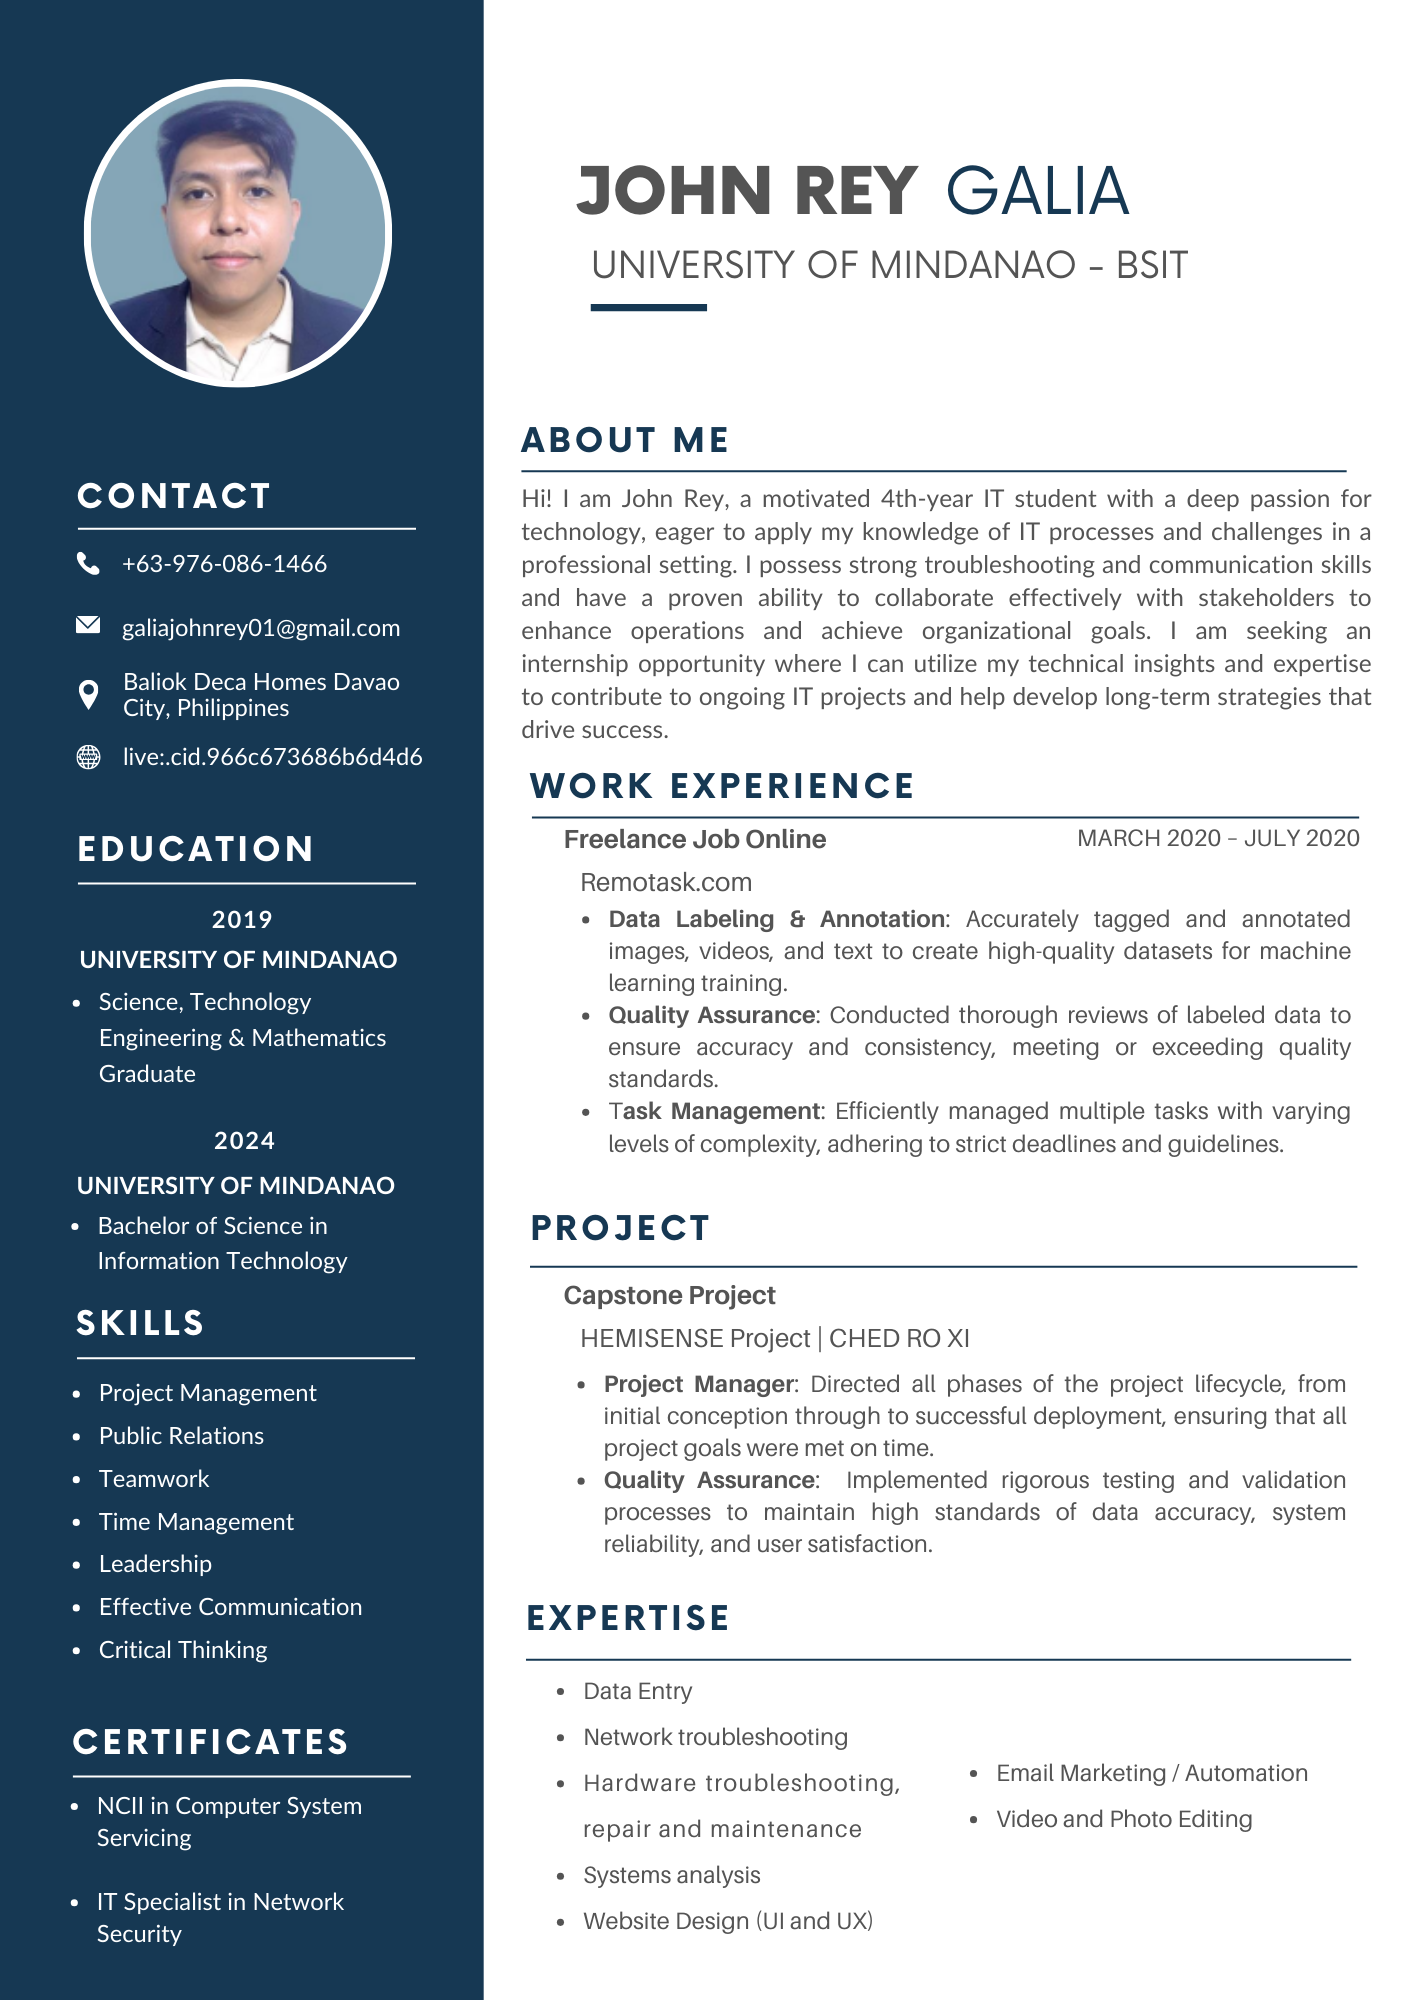 JOHN REY GALIA
UNIVERSITY OF MINDANAO - BSIT
CONTACT
+63-976-086-1466
galiajohnrey01@gmail.com
Baliok Deca Homes Davao
City, Philippines
live:.cid.966c673686b6d4d6
EDUCATION
2019
UNIVERSITY OF MINDANAO
• Science, Technology
Engineering & Mathematics
Graduate
2024
UNIVERSITY OF MINDANAO
• Bachelor of Science in
Information Technology
SKILLS
• Project Management
• Public Relations
• Teamwork
• Time Management
• Leadership
• Effective Communication
• Critical Thinking
CERTIFICATES
• NCII in Computer System
Servicing
• IT Specialist in Network
Security
ABOUT ME
Hi! I am John Rey, a motivated 4th-year IT student with a deep passion for
technology, eager to apply my knowledge of IT processes and challenges in a
professional setting. I possess strong troubleshooting and communication skills
and have a proven ability to collaborate effectively with stakeholders to
enhance operations and achieve organizational goals. I am seeking an
internship opportunity where I can utilize my technical insights and expertise
to contribute to ongoing IT projects and help develop long-term strategies that
drive success.
WORK EXPERIENCE
Freelance Job Online MARCH 2020 – JULY 2020
Remotask.com
• Data Labeling & Annotation: Accurately tagged and annotated
images, videos, and text to create high-quality datasets for machine
learning training.
• Quality Assurance: Conducted thorough reviews of labeled data to
ensure accuracy and consistency, meeting or exceeding quality
standards.
• Task Management: Efficiently managed multiple tasks with varying
levels of complexity, adhering to strict deadlines and guidelines.
PROJECT
Capstone Project
HEMISENSE Project | CHED RO XI
• Project Manager: Directed all phases of the project lifecycle, from
initial conception through to successful deployment, ensuring that all
project goals were met on time.
• Quality Assurance: Implemented rigorous testing and validation
processes to maintain high standards of data accuracy, system
reliability, and user satisfaction.
EXPERTISE
• Data Entry
• Network troubleshooting
• Hardware troubleshooting,
repair and maintenance
• Systems analysis
• Website Design (UI and UX)
• Email Marketing / Automation
• Video and Photo Editing